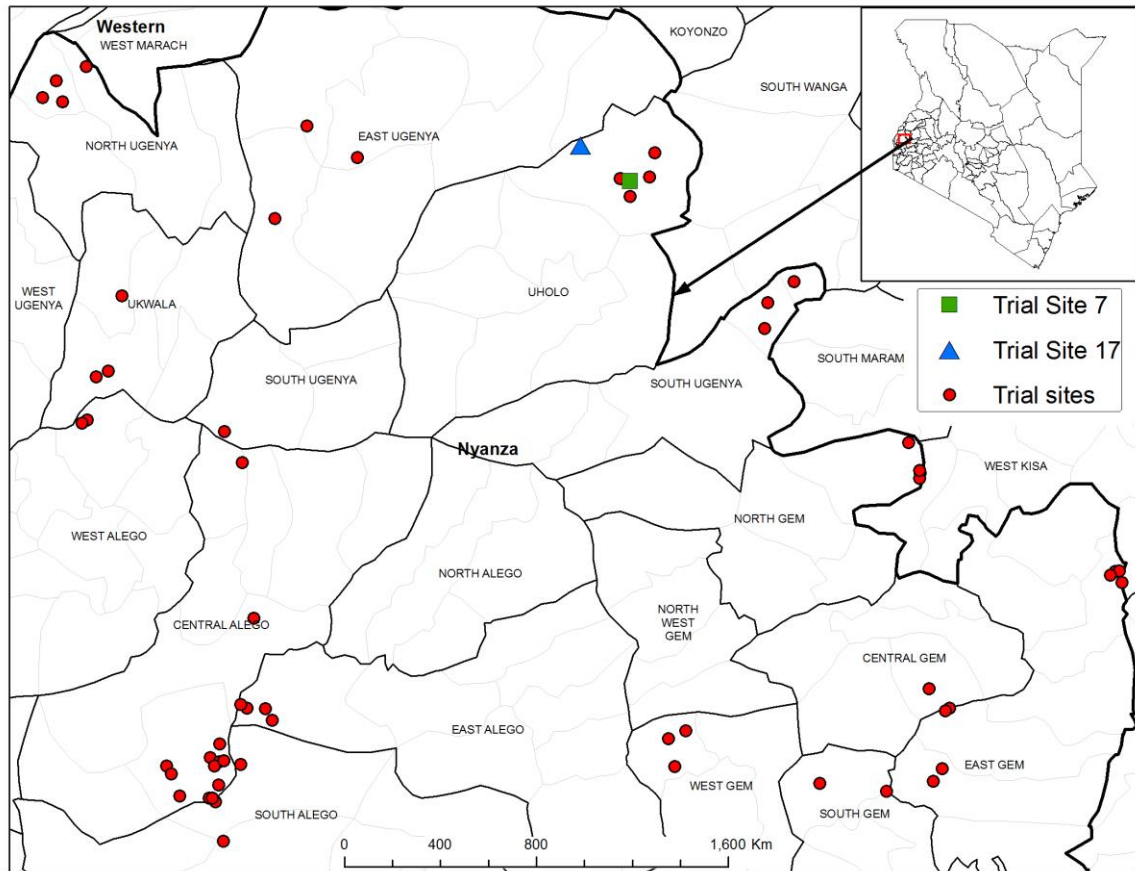 Western
WEST MARACH
KOYONZO
SOUTH WANGA
NORTH UGENYA
EAST UGENYA
WEST
UGENYA
UKWALA
UHOLO
Trial Site 7
Trial Site 17
Trial sites
SOUTH UGENYA
SOUTH UGENYA
SOUTH MARAM
Nyanza
WEST KISA
WEST ALEGO
NORTH GEM
NORTH ALEGO
CENTRAL ALEGO
NORTH
WEST
GEM
CENTRAL GEM
EAST ALEGO
EAST GEM
WEST GEM
SOUTH ALEGO
SOUTH GEM
0 400 800 1,600 Km